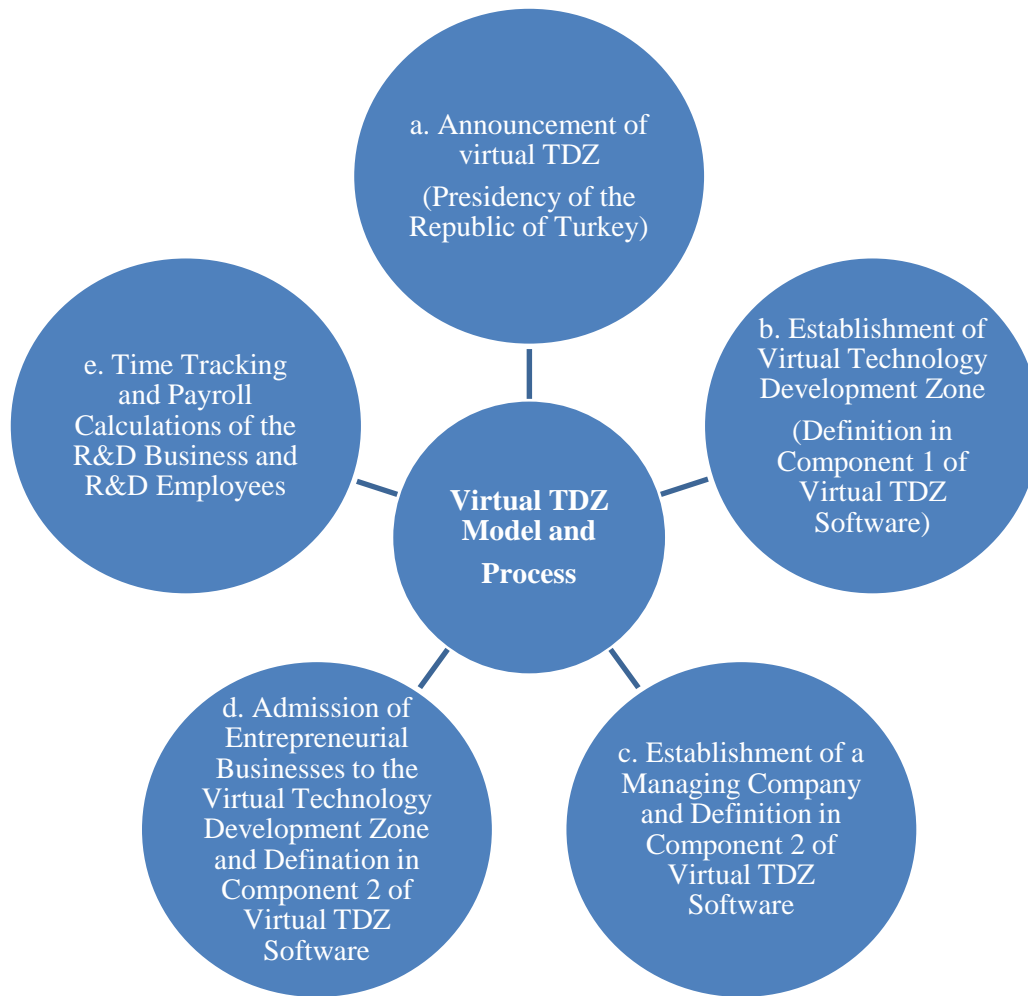 a. Announcement of
virtual TDZ
(Presidency of the
Republic of Turkey)
b. Establishment of
Virtual Technology
Development Zone
(Definition in
Component 1 of
Virtual TDZ
Software)
c. Establishment of a
Managing Company
and Definition in
Component 2 of
Virtual TDZ
Software
d. Admission of
Entrepreneurial
Businesses to the
Virtual Technology
Development Zone
and Defination in
Component 2 of
Virtual TDZ
Software
e. Time Tracking
and Payroll
Calculations of the
R&D Business and
R&D Employees
Virtual TDZ
Model and
Process